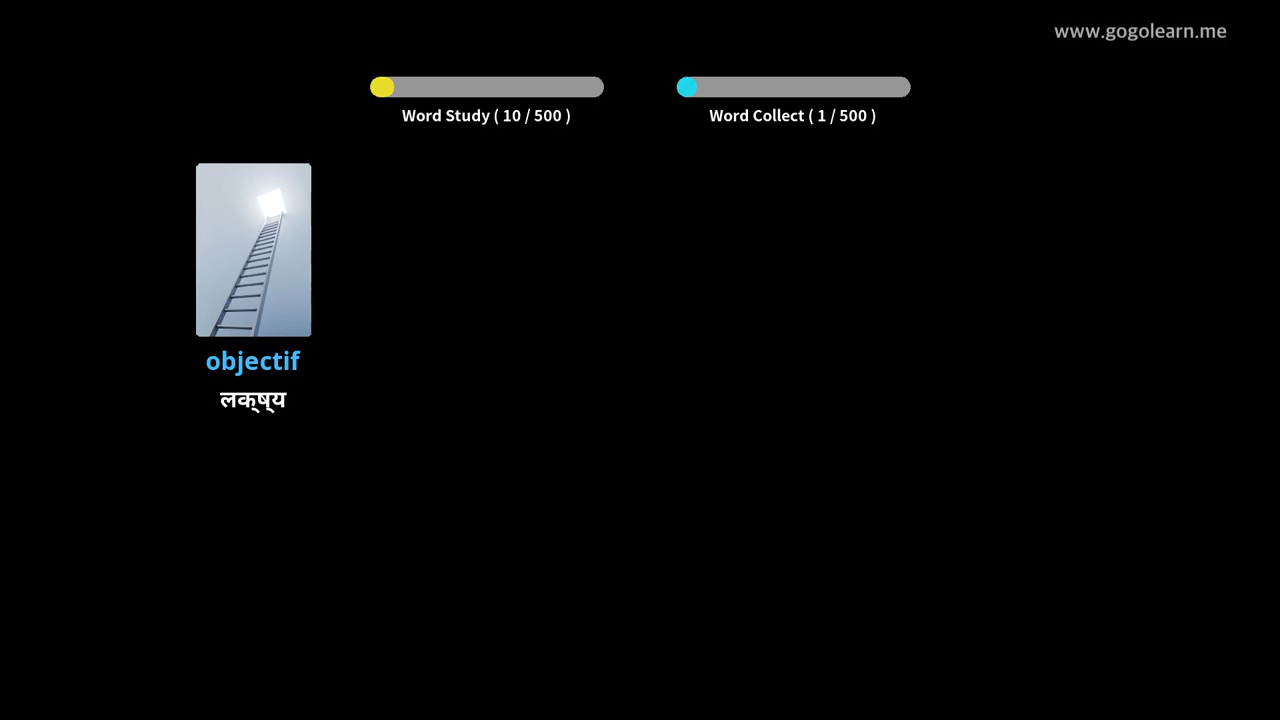 www.gogolearn.me
Word Study ( 10 / 500 )
Word Collect ( 1 / 500 )
objectif
लक्ष्य